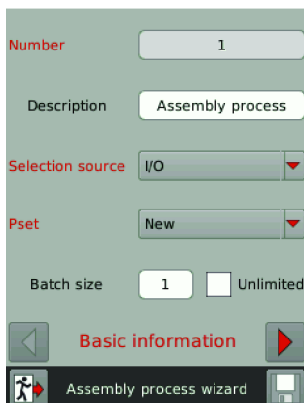 Number 1
Description Assembly process
Selection source I/O
Pset New
Batch size 1 Unlimited
Basic information
Assembly process wizard